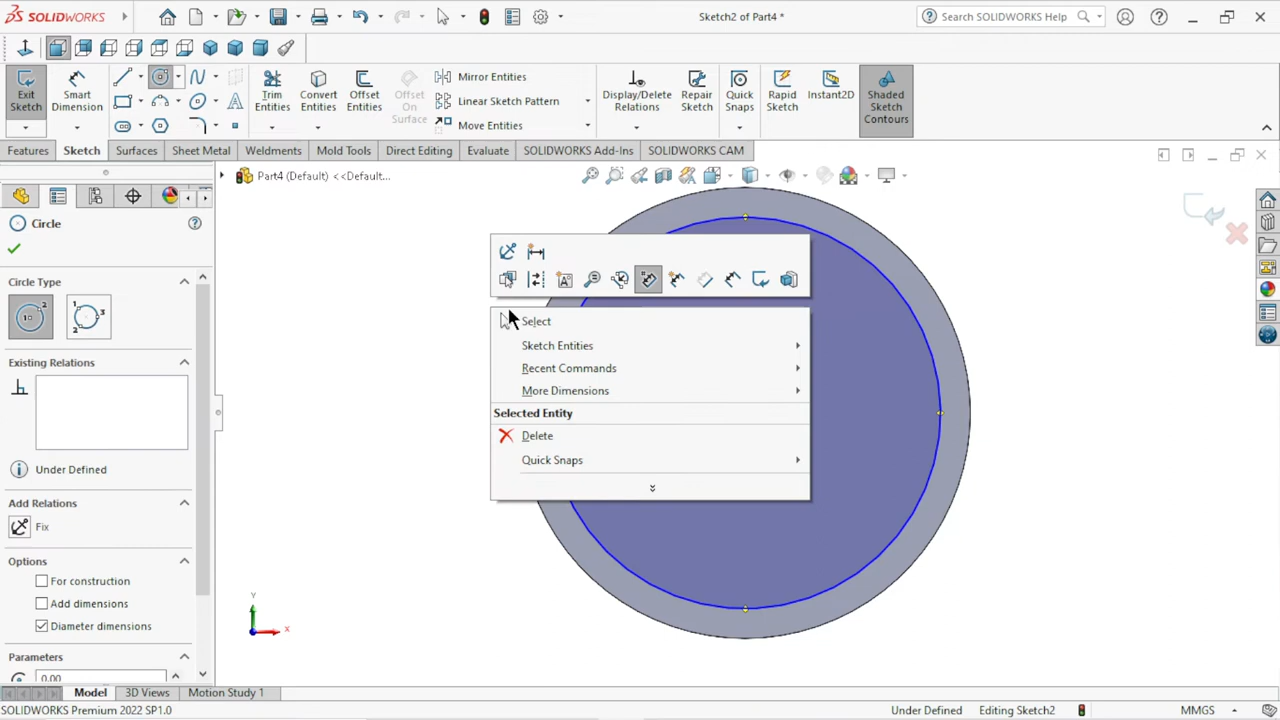 SOLIDWORKS
Sketch2 of Part4 *
Search SOLIDWORKS Help
Exit Sketch
Smart Dimension
Trim Entities
Convert Entities
Offset Entities
Offset On Surface
Mirror Entities
Linear Sketch Pattern
Move Entities
Display/Delete Relations
Repair Sketch
Quick Snaps
Rapid Sketch
Instant2D
Shaded Sketch Contours
Features
Sketch
Surfaces
Sheet Metal
Weldments
Mold Tools
Direct Editing
Evaluate
SOLIDWORKS Add-Ins
SOLIDWORKS CAM
Part4 (Default) <<Default...
Circle
Circle Type
Existing Relations
Under Defined
Add Relations
Fix
Options
For construction
Add dimensions
Diameter dimensions
Parameters
0.00
Select
Sketch Entities
Recent Commands
More Dimensions
Selected Entity
Delete
Quick Snaps
Y
X
Model
3D Views
Motion Study 1
SOLIDWORKS Premium 2022 SP1.0
Under Defined
Editing Sketch2
MMGS